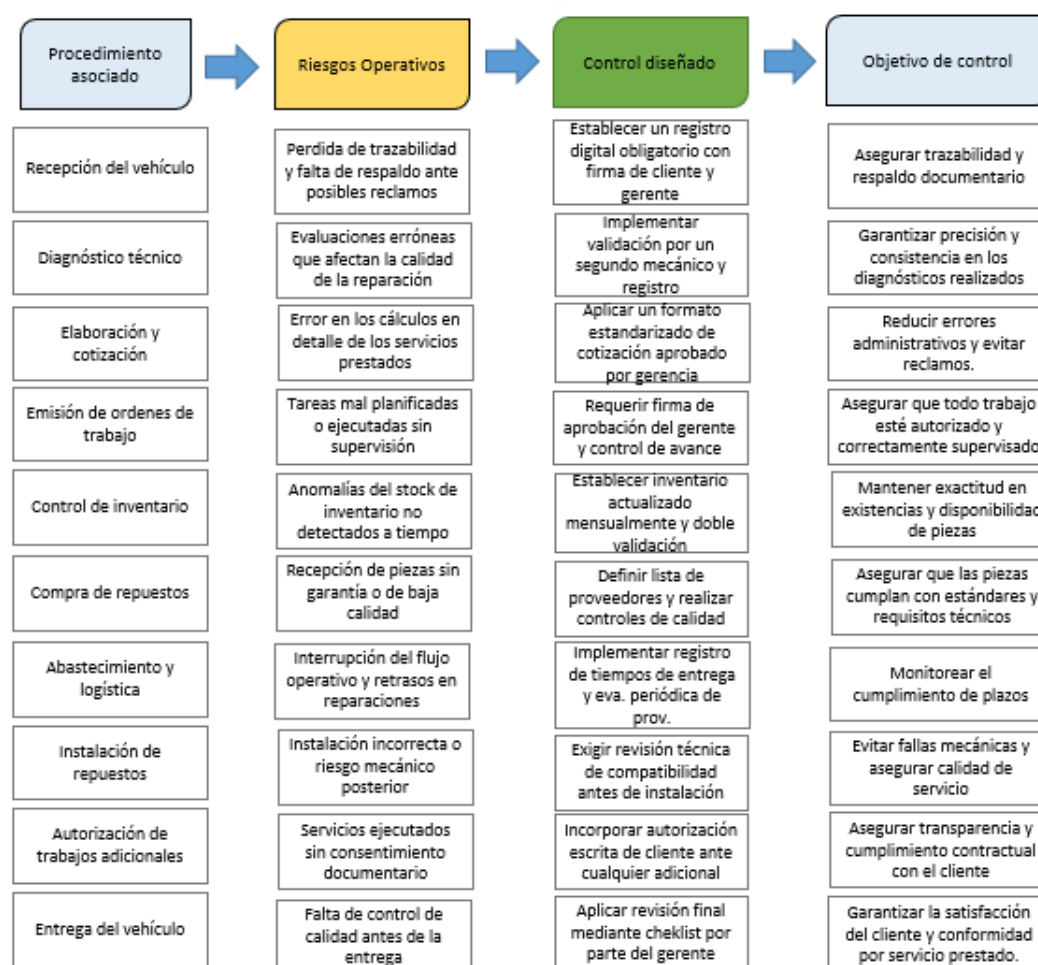 Procedimiento
asociado
Riesgos Operativos
Control diseñado
Objetivo de control
Recepción del vehículo
Perdida de trazabilidad
y falta de respaldo ante
posibles reclamos
Establecer un registro
digital obligatorio con
firma de cliente y
gerente
Asegurar trazabilidad y
respaldo documentario
Diagnóstico técnico
Evaluaciones erróneas
que afectan la calidad
de la reparación
Implementar
validación por un
segundo mecánico y
registro
Garantizar precisión y
consistencia en los
diagnósticos realizados
Elaboración y
cotización
Error en los cálculos en
detalle de los servicios
prestados
Aplicar un formato
estandarizado de
cotización aprobado
por gerencia
Reducir errores
administrativos y evitar
reclamos.
Emisión de ordenes de
trabajo
Tareas mal planificadas
o ejecutadas sin
supervisión
Requerir firma de
aprobación del gerente
y control de avance
Asegurar que todo trabajo
esté autorizado y
correctamente supervisado
Control de inventario
Anomalías del stock de
inventario no
detectados a tiempo
Establecer inventario
actualizado
mensualmente y doble
validación
Mantener exactitud en
existencias y disponibilidad
de piezas
Compra de repuestos
Recepción de piezas sin
garantía o de baja
calidad
Definir lista de
proveedores y realizar
controles de calidad
Asegurar que las piezas
cumplan con estándares y
requisitos técnicos
Abastecimiento y
logística
Interrupción del flujo
operativo y retrasos en
reparaciones
Implementar registro
de tiempos de entrega
y eva. periódica de
prov.
Monitorear el
cumplimiento de plazos
Instalación de
repuestos
Instalación incorrecta o
riesgo mecánico
posterior
Exigir revisión técnica
de compatibilidad
antes de instalación
Evitar fallas mecánicas y
asegurar calidad de
servicio
Autorización de
trabajos adicionales
Servicios ejecutados
sin consentimiento
documentario
Incorporar autorización
escrita de cliente ante
cualquier adicional
Asegurar transparencia y
cumplimiento contractual
con el cliente
Entrega del vehículo
Falta de control de
calidad antes de la
entrega
Aplicar revisión final
mediante cheklist por
parte del gerente
Garantizar la satisfacción
del cliente y conformidad
por servicio prestado.